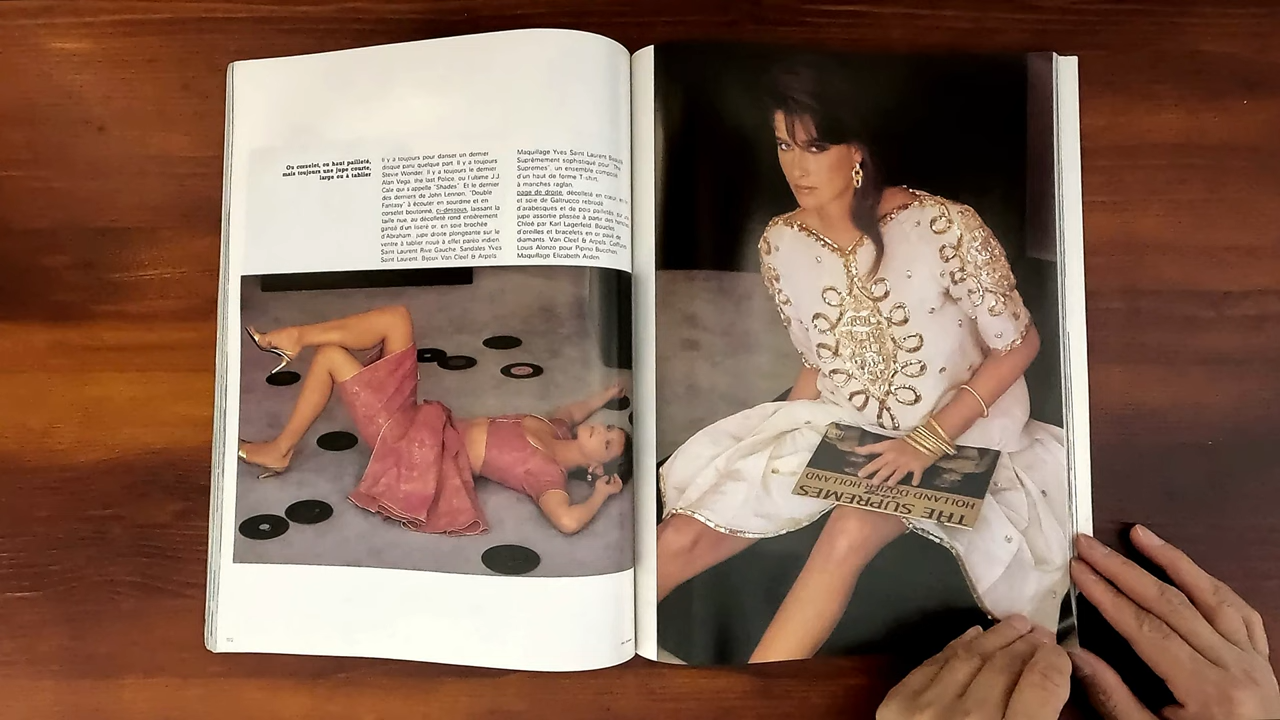 Ou corselet, ou haut pailleté,
mais toujours une jupe courte,
large ou à tablier
Il y a toujours pour danser un dernier
disque paru quelque part. Il y a toujours
Stevie Wonder. Il y a toujours le dernier
Alan Vega, the last Police, ou l'ultime J.J.
Cale qui s'appelle "Shades". Et le dernier
des derniers de John Lennon, "Double
Fantasy" à écouter en sourdine et en
corselet boutonné, ci-dessous, laissant la
taille nue, au décolleté rond entièrement
gansé d'un liseré or, en soie brochée
d'Abraham, jupe droite plongeante sur le
ventre à tablier noué à effet paréo indien.
Saint Laurent Rive Gauche. Sandales Yves
Saint Laurent. Bijoux Van Cleef & Arpels
Maquillage Yves Saint Laurent Beauté.
Suprêmement sophistiqué pour "The
Supremes", un ensemble composé
d'un haut de forme T-shirt,
à manches raglan,
page de droite, décolleté en cœur, en
et soie de Gallrucco rebrodé
d'arabesques et de pois pailletés, sur une
jupe assortie plissée à partir des hanches.
Chloé par Karl Lagerfeld. Boucles
d'oreilles et bracelets en or pavé de
diamants. Van Cleef & Arpels. Coiffures
Louis Alonzo pour Pipino Buccheri
Maquillage Elizabeth Arden.
THE SUPREMES
HOLLAND-DOZIER-HOLLAND